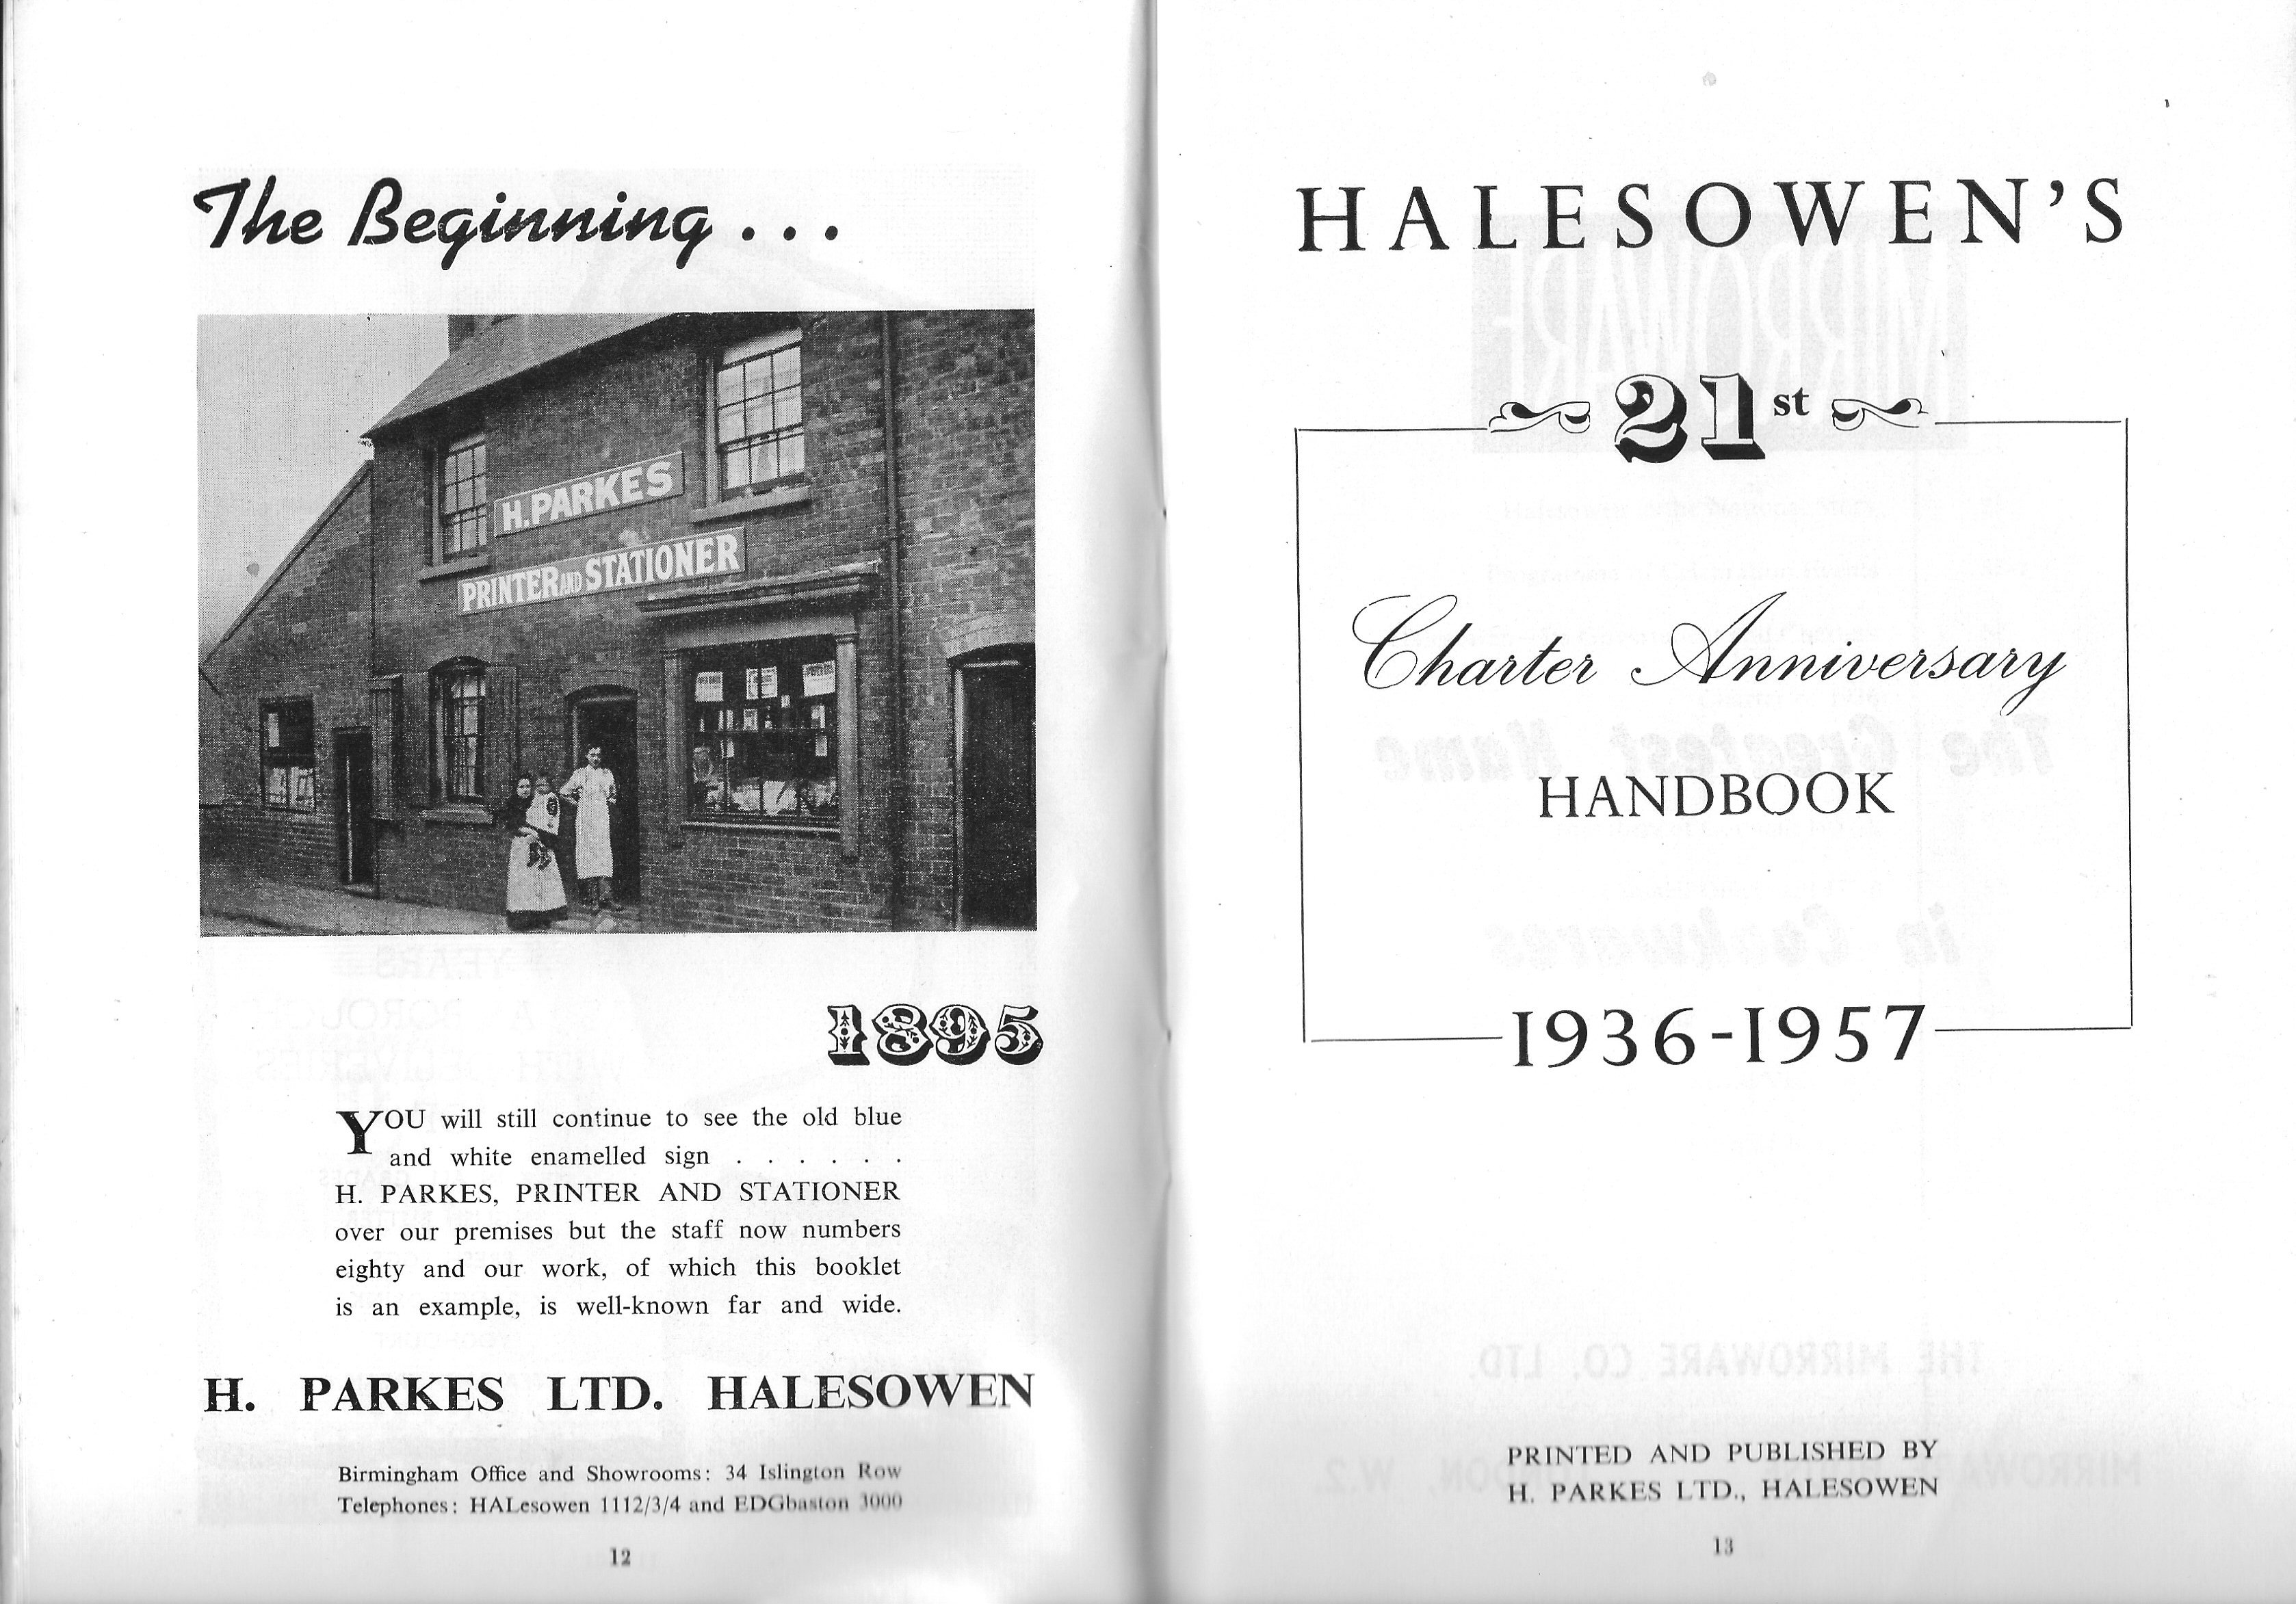 The Beginning . . .
H. PARKES
PRINTER AND STATIONER
1895
YOU will still continue to see the old blue
and white enamelled sign . . . . . .
H. PARKES, PRINTER AND STATIONER
over our premises but the staff now numbers
eighty and our work, of which this booklet
is an example, is well-known far and wide.
H. PARKES LTD. HALESOWEN
Birmingham Office and Showrooms: 34 Islington Row
Telephones: HALesowen 1112/3/4 and EDGbaston 3000
12
HALESOWEN'S
21st
Charter Anniversary
HANDBOOK
1936-1957
PRINTED AND PUBLISHED BY
H. PARKES LTD., HALESOWEN
13